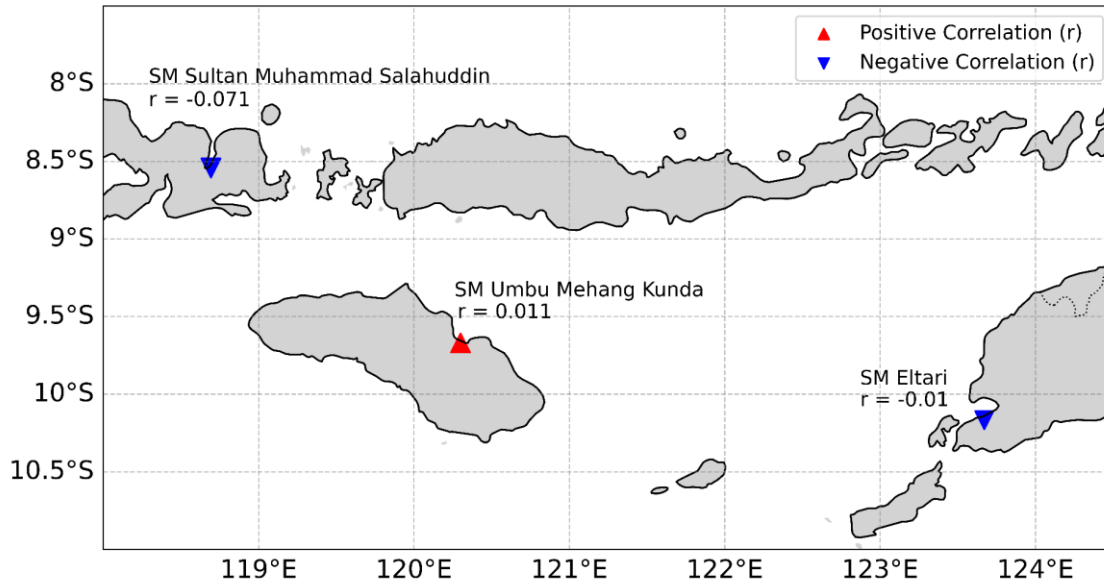 Positive Correlation (r)
Negative Correlation (r)
8°S
SM Sultan Muhammad Salahuddin
r = -0.071
8.5°S
9°S
SM Umbu Mehang Kunda
r = 0.011
9.5°S
SM Eltari
r = -0.01
10°S
10.5°S
119°E
120°E
121°E
122°E
123°E
124°E